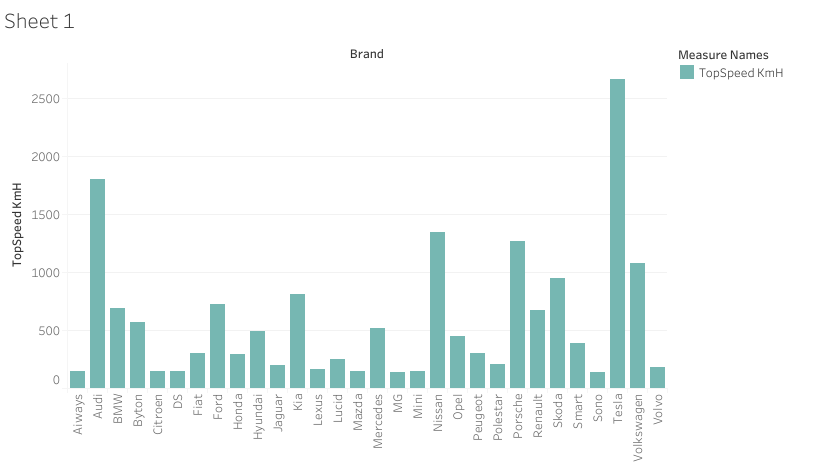 Sheet 1
Brand
Measure Names
TopSpeed KmH
TopSpeed KmH
2500
2000
1500
1000
500
0
Aiways
Audi
BMW
Byton
Citroen
DS
Fiat
Ford
Honda
Hyundai
Jaguar
Kia
Lexus
Lucid
Mazda
Mercedes
MG
Mini
Nissan
Opel
Peugeot
Polestar
Porsche
Renault
Skoda
Smart
Sono
Tesla
Volkswagen
Volvo